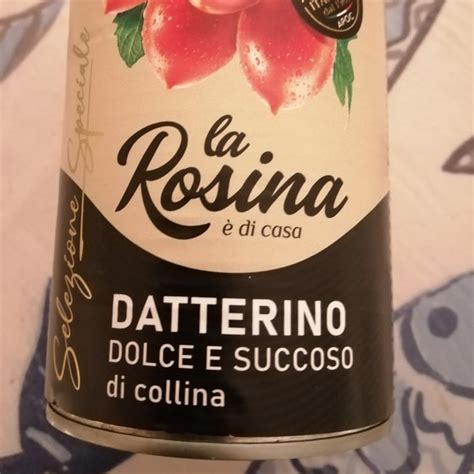 Selezione Speciale
la
Rosina
è di casa
DATTERINO
DOLCE E SUCCOSO
di collina